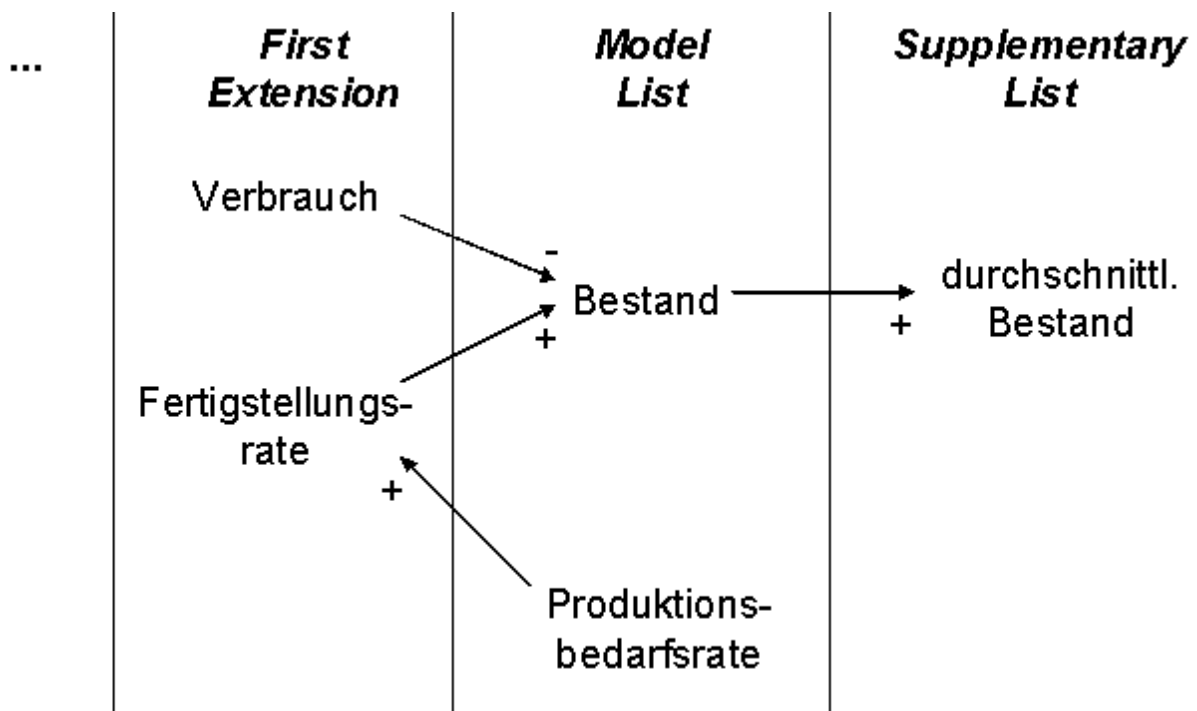 ...
First
Extension
Model
List
Supplementary
List
Verbrauch
-
Bestand
+
durchschnittl.
Bestand
+
Fertigstellungs-
rate
+
Produktions-
bedarfsrate